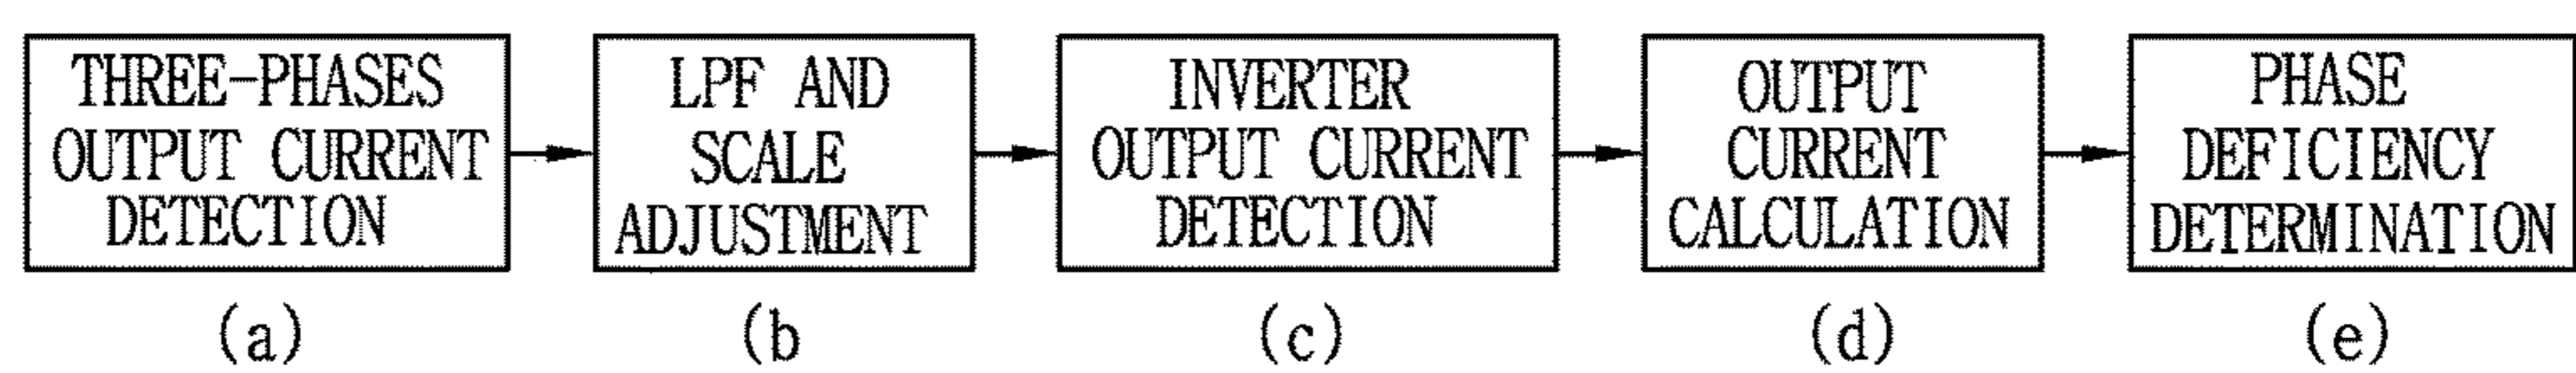 THREE-PHASES
OUTPUT CURRENT
DETECTION
LPF AND
SCALE
ADJUSTMENT
INVERTER
OUTPUT CURRENT
DETECTION
OUTPUT
CURRENT
CALCULATION
PHASE
DEFICIENCY
DETERMINATION
(a)
(b
(c)
(d)
(e)